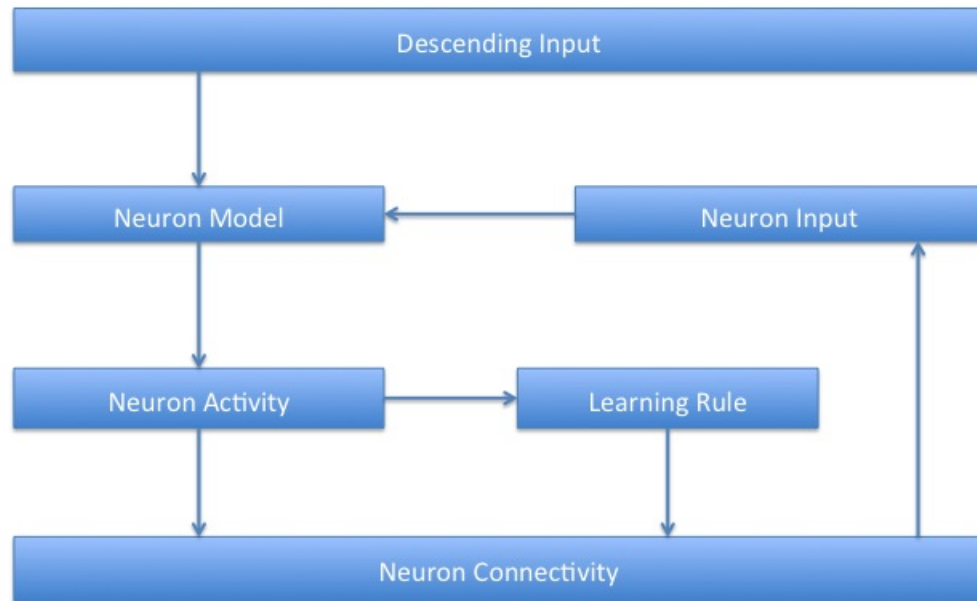 Descending Input
Neuron Model
Neuron Input
Neuron Activity
Learning Rule
Neuron Connectivity